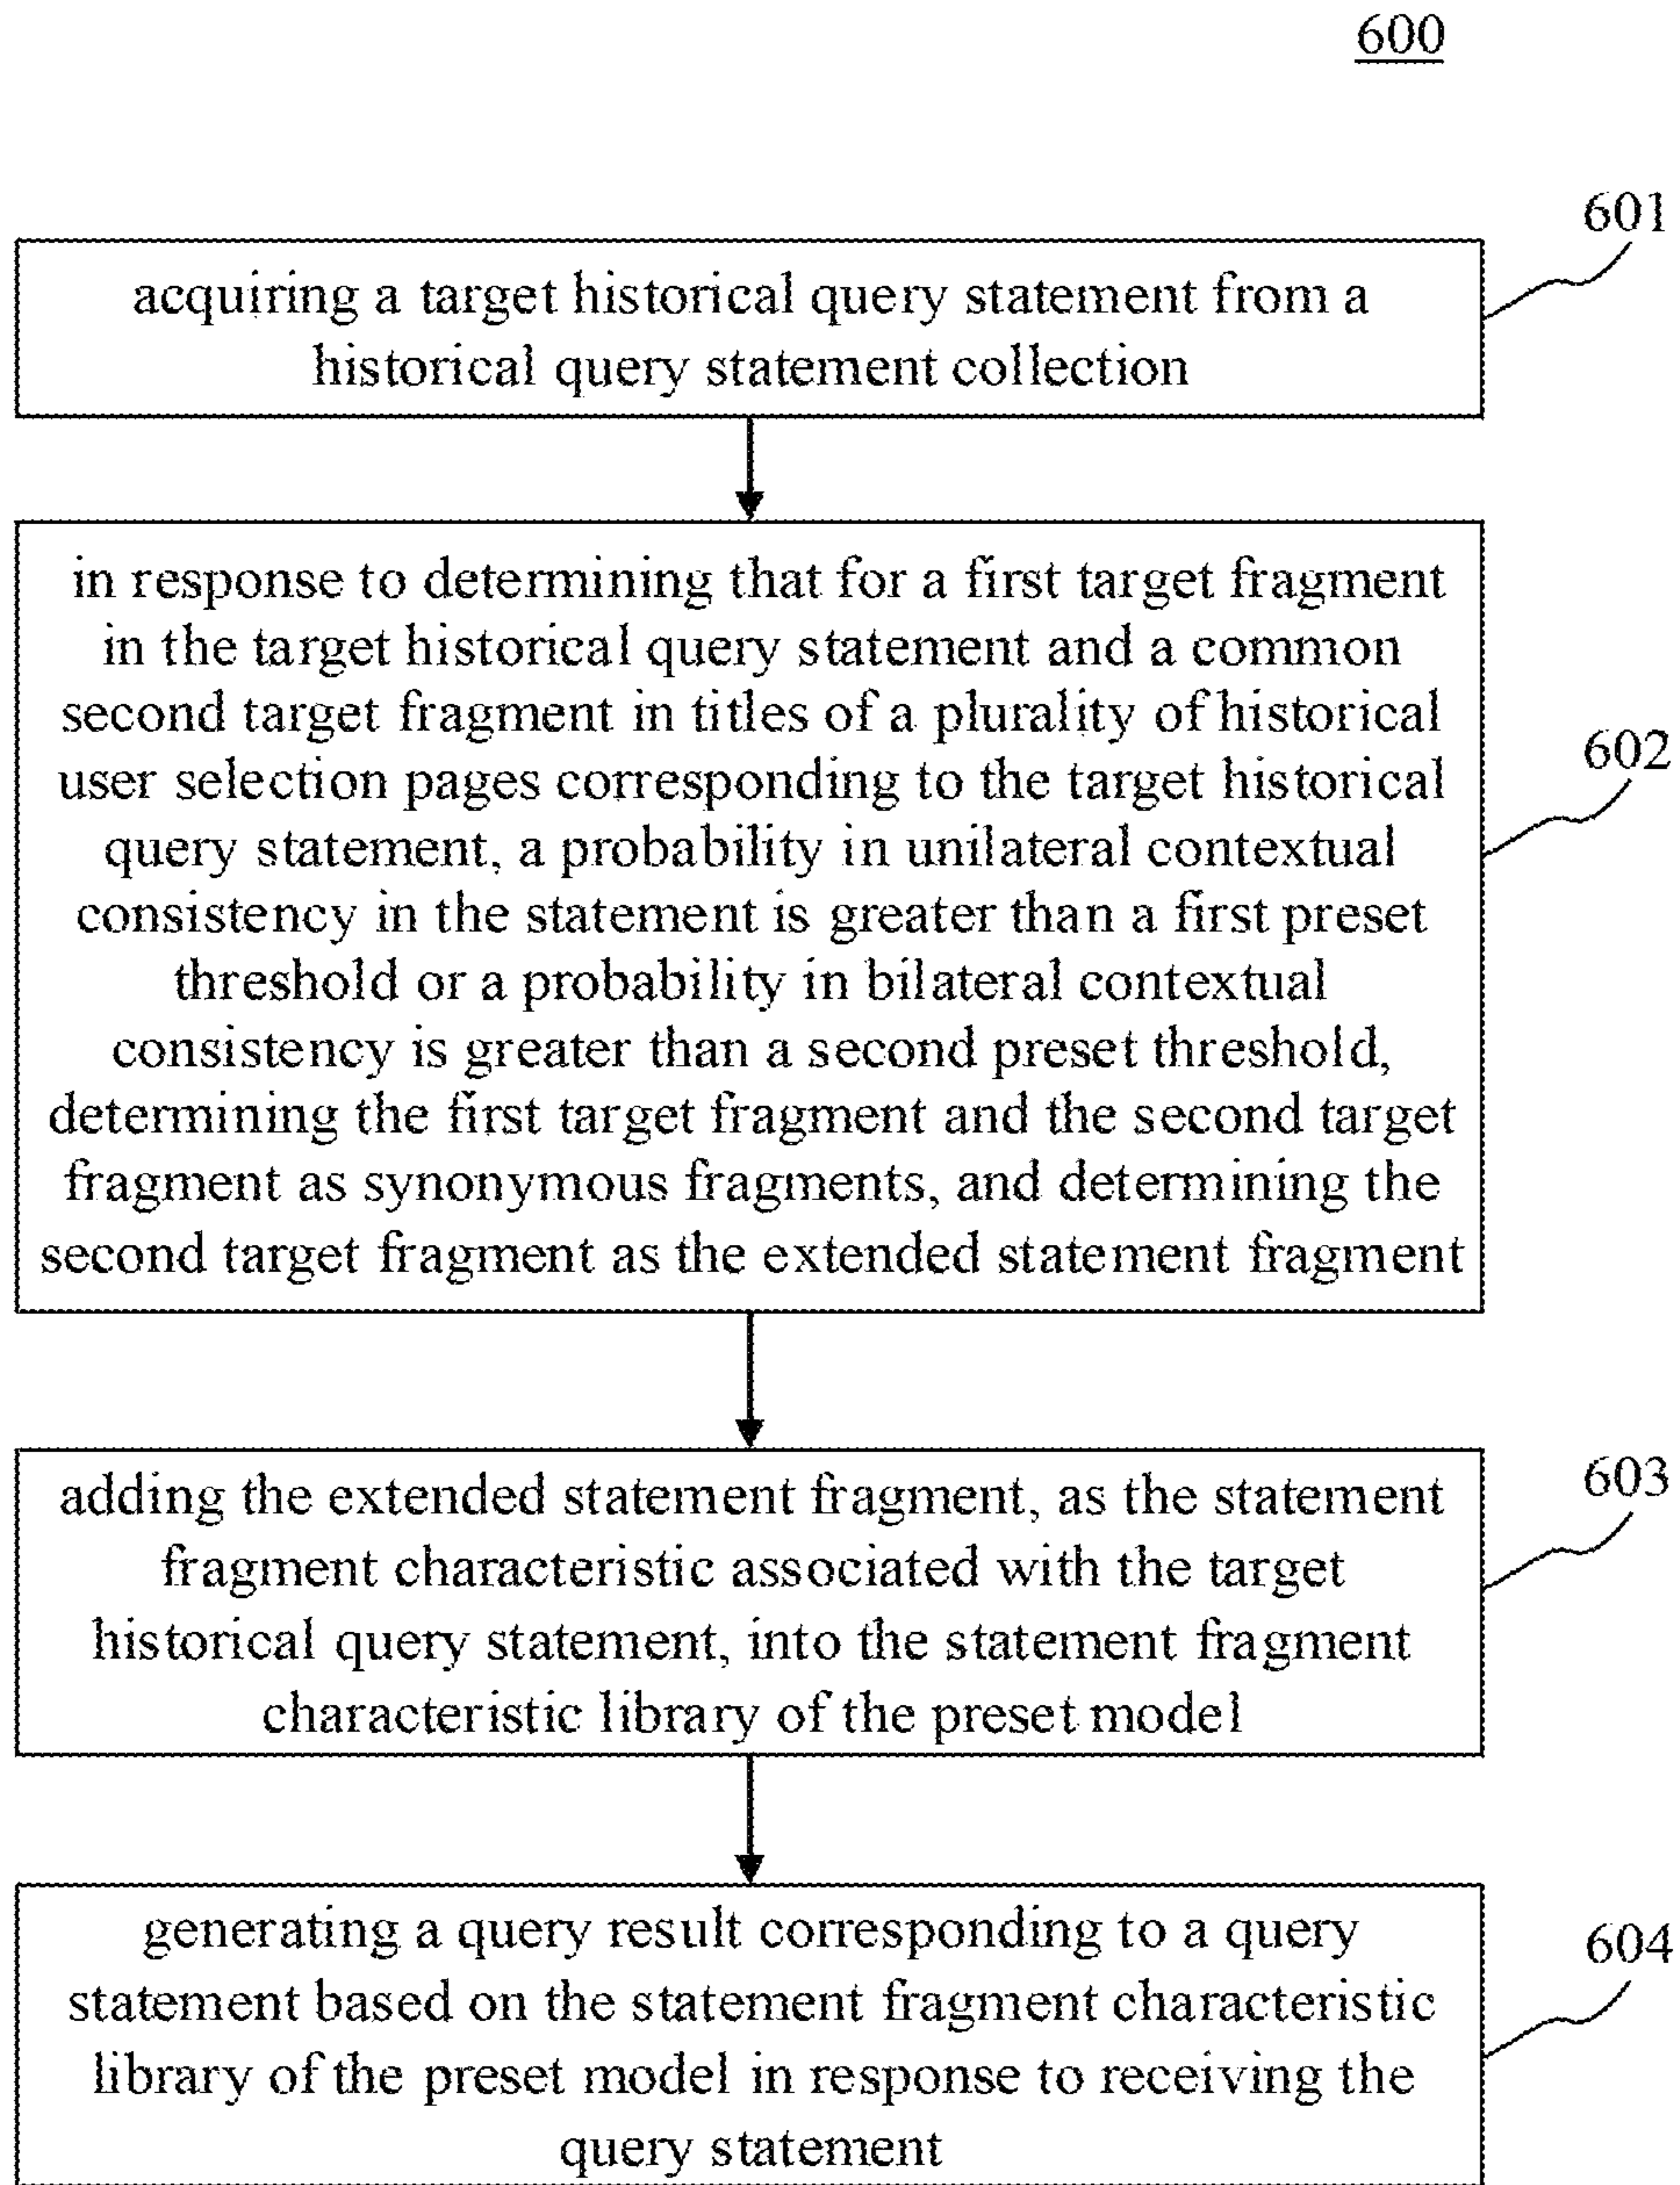 600
601
acquiring a target historical query statement from a
historical query statement collection
in response to determining that for a first target fragment
in the target historical query statement and a common
second target fragment in titles of a plurality of historical
user selection pages corresponding to the target historical
query statement, a probability in unilateral contextual
consistency in the statement is greater than a first preset
threshold or a probability in bilateral contextual
consistency is greater than a second preset threshold,
determining the first target fragment and the second target
fragment as synonymous fragments, and determining the
second target fragment as the extended statement fragment
602
adding the extended statement fragment, as the statement
fragment characteristic associated with the target
historical query statement, into the statement fragment
characteristic library of the preset model
603
generating a query result corresponding to a query
statement based on the statement fragment characteristic
library of the preset model in response to receiving the
query statement
604